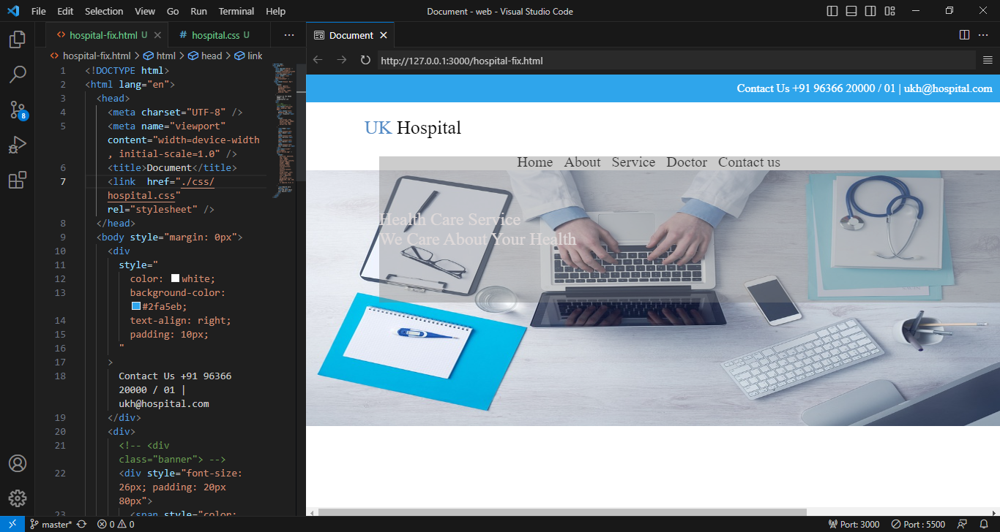 File Edit Selection View Go Run Terminal Help
Document - web - Visual Studio Code
hospital-fix.html U
# hospital.css U
Document
hospital-fix.html > html > head > link
http://127.0.0.1:3000/hospital-fix.html
1 <!DOCTYPE html>
2 <html lang="en">
3 <head>
4 <meta charset="UTF-8" />
5 <meta name="viewport"
content="width=device-width
, initial-scale=1.0" />
6 <title>Document</title>
7 <link  href="./css/
hospital.css"
rel="stylesheet" />
8 </head>
9 <body style="margin: 0px">
10 <div
11 style="
12 color: white;
13 background-color:
#2fa5eb;
14 text-align: right;
15 padding: 10px;
16 "
17 >
18 Contact Us +91 96366
20000 / 01 |
ukh@hospital.com
19 </div>
20 <div>
21 <!-- <div
class="banner"> -->
22 <div style="font-size:
26px; padding: 20px
80px">
23 <span style="color:
Contact Us +91 96366 20000 / 01 | ukh@hospital.com
UK Hospital
Home About Service Doctor Contact us
Health Care Service
We Care About Your Health
8
master* 0 0
Port: 3000 Port : 5500